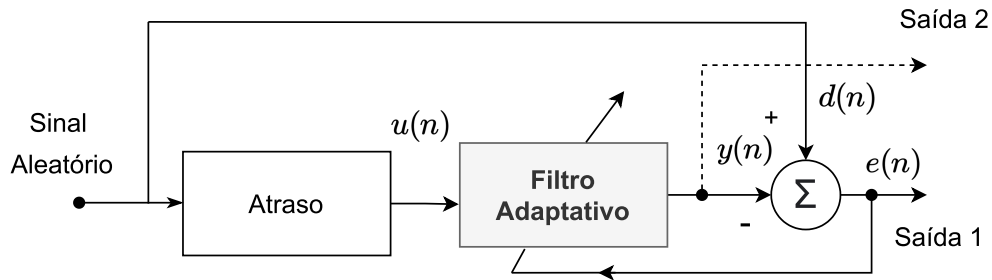 Saída 2
d(n)
Sinal
Aleatório
u(n)
+
y(n)
e(n)
Atraso
Filtro
Adaptativo
Σ
-
Saída 1